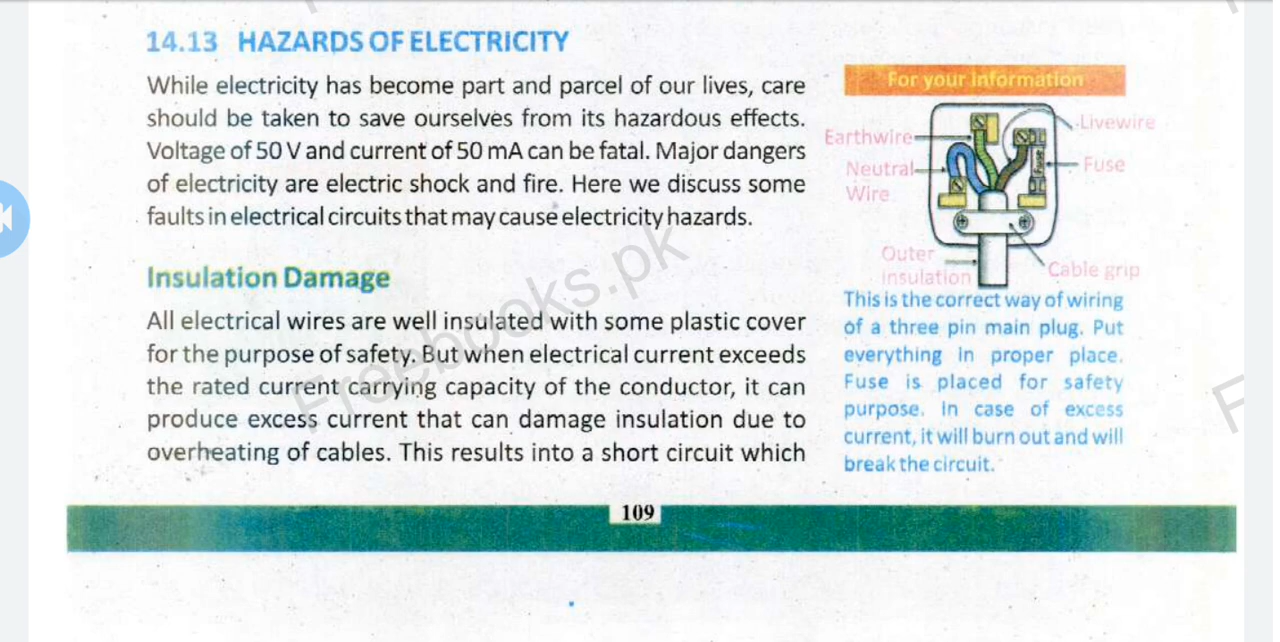 14.13 HAZARDS OF ELECTRICITY
While electricity has become part and parcel of our lives, care
should be taken to save ourselves from its hazardous effects.
Voltage of 50 V and current of 50 mA can be fatal. Major dangers
of electricity are electric shock and fire. Here we discuss some
faults in electrical circuits that may cause electricity hazards.
Insulation Damage
All electrical wires are well insulated with some plastic cover
for the purpose of safety. But when electrical current exceeds
the rated current carrying capacity of the conductor, it can
produce excess current that can damage insulation due to
overheating of cables. This results into a short circuit which
For your information
Livewire
Earthwire
Neutral
Wire
Fuse
Fuse
Outer
insulation
Cable grip
This is the correct way of wiring
of a three pin main plug. Put
everything in proper place.
Fuse is placed for safety
purpose. In case of excess
current, it will burn out and will
break the circuit.
109
Freebooks.pk
F